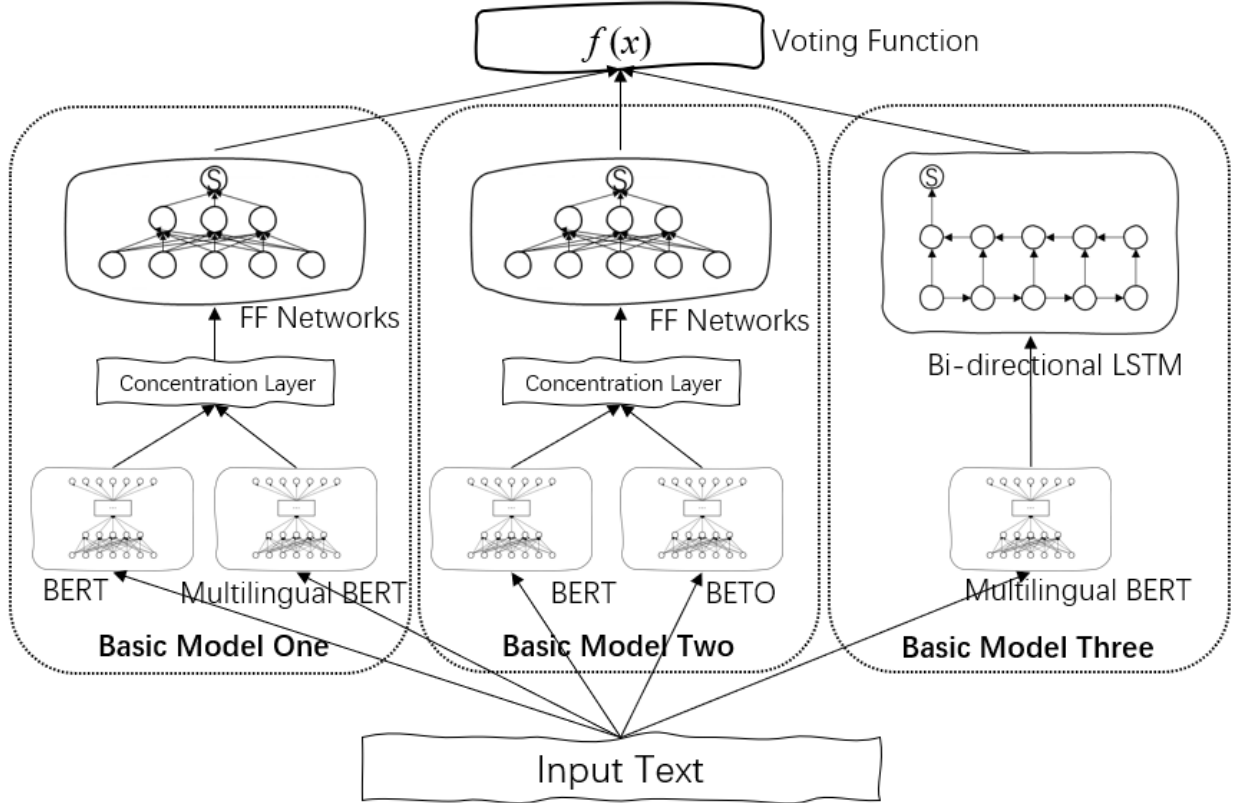 f(x) Voting Function
S
S
S
FF Networks
FF Networks
Bi-directional LSTM
Concentration Layer
Concentration Layer
...
...
...
...
...
BERT
Multilingual BERT
BERT
BETO
Multilingual BERT
Basic Model One
Basic Model Two
Basic Model Three
Input Text